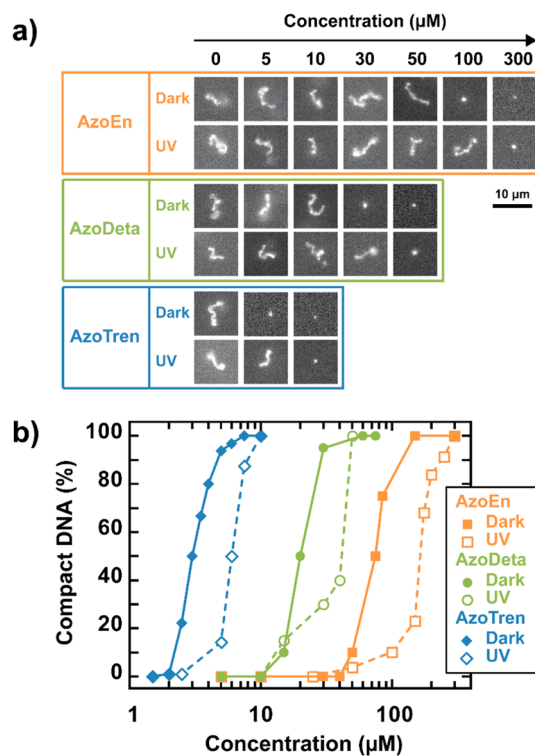 a)
Concentration (µM)
0 5 10 30 50 100 300
AzoEn
Dark
UV
AzoDeta
Dark
UV
10 µm
AzoTren
Dark
UV
b)
Compact DNA (%)
100
80
60
40
20
0
1 10 100
Concentration (µM)
AzoEn
Dark
UV
AzoDeta
Dark
UV
AzoTren
Dark
UV